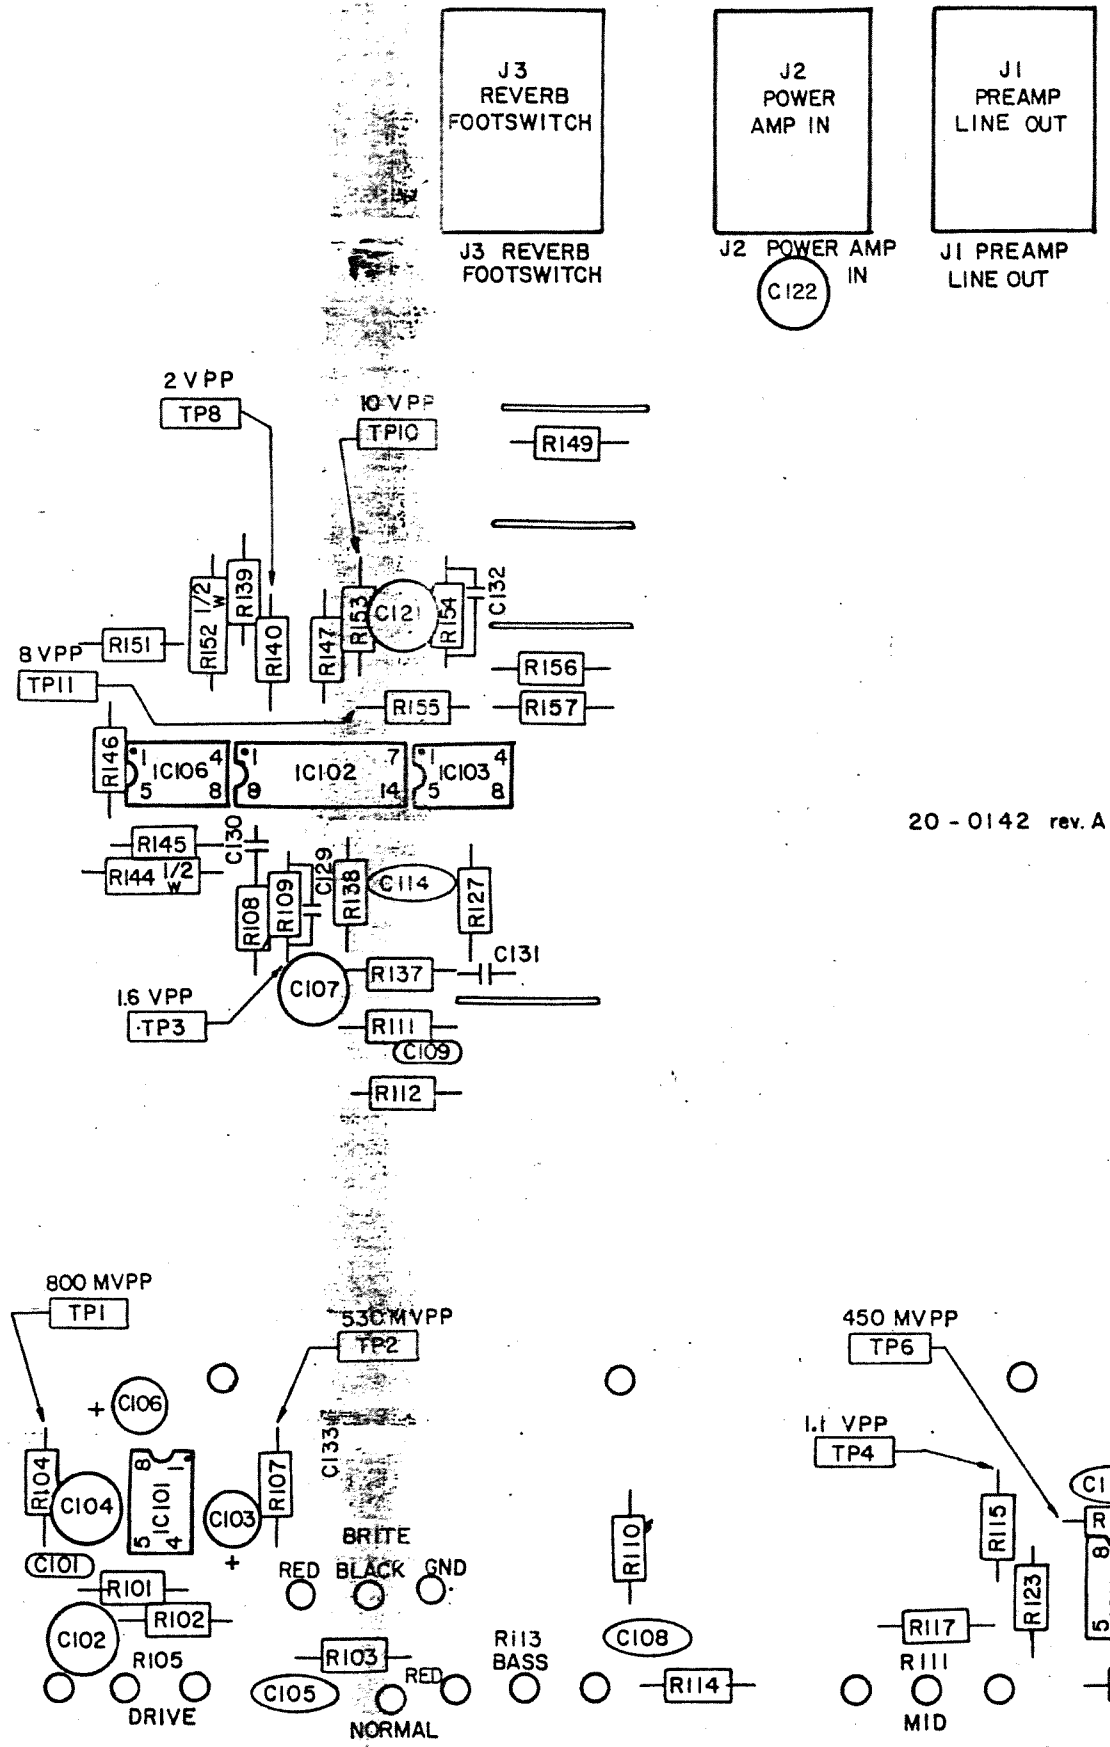 J3
REVERB
FOOTSWITCH
J2
POWER
AMP IN
J1
PREAMP
LINE OUT
J3 REVERB
FOOTSWITCH
J2 POWER AMP
IN
J1 PREAMP
LINE OUT
C122
2 VPP
TP8
10 VPP
TP10
R149
R139
1/2
W
R152
R140
R147
R153
C121
R154
C132
R151
8 VPP
TP11
R156
R155
R157
R146
1 4
IC106
5 8
1 7
IC102
8 14
1 4
IC103
5 8
20-0142 rev. A
R145
C130
R144 1/2
W
R108
R109
C129
R138
C114
R127
C131
R137
C107
1.6 VPP
TP3
R111
C109
R112
800 MVPP
TP1
530 MVPP
TP2
450 MVPP
TP6
1.1 VPP
TP4
+ C106
R104
C104
8 1
IC101
5 4
C103
+
R107
C133
C101
BRITE
RED BLACK GND
R101
R102
C102
R105
DRIVE
R103
C105
RED
NORMAL
R113
BASS
R110
C108
R114
R115
R123
R117
R111
MID
C1
R
8
5